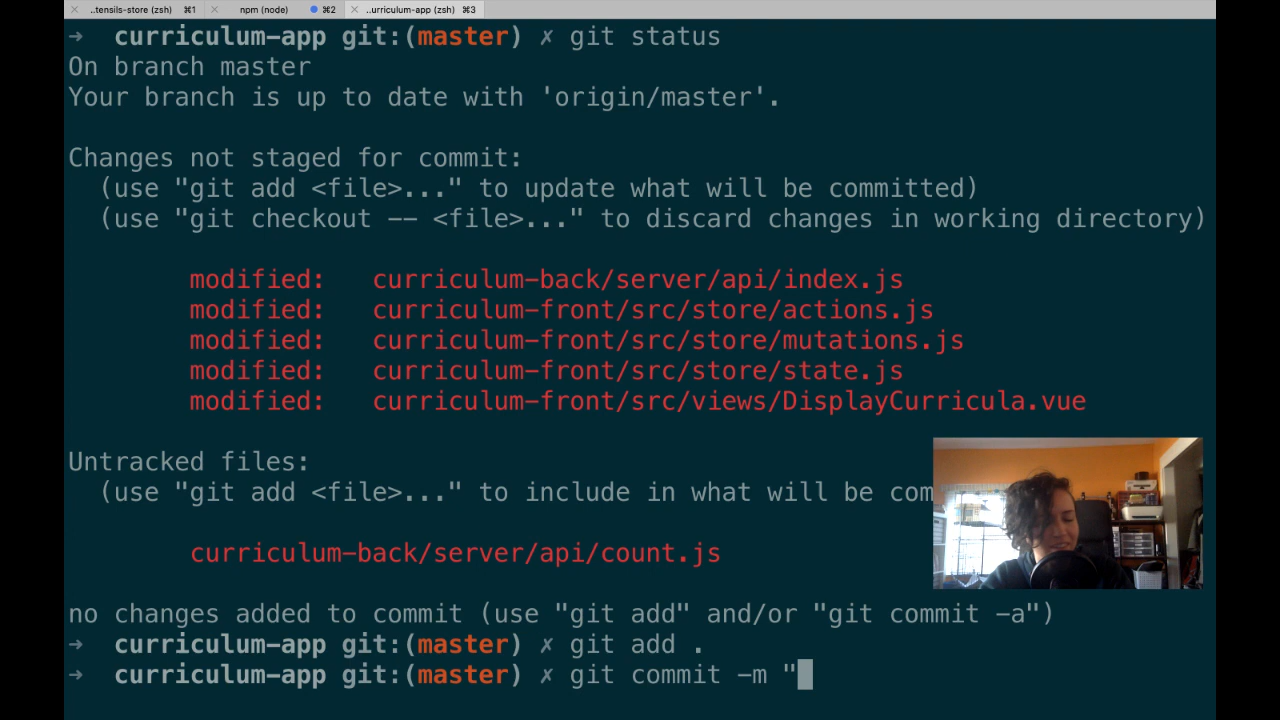 ..tensils-store (zsh) ⌘1 npm (node) ⌘2 ..urriculum-app (zsh) ⌘3
➜ curriculum-app git:(master) ✗ git status
On branch master
Your branch is up to date with 'origin/master'.
Changes not staged for commit:
(use "git add <file>..." to update what will be committed)
(use "git checkout -- <file>..." to discard changes in working directory)
modified: curriculum-back/server/api/index.js
modified: curriculum-front/src/store/actions.js
modified: curriculum-front/src/store/mutations.js
modified: curriculum-front/src/store/state.js
modified: curriculum-front/src/views/DisplayCurricula.vue
Untracked files:
(use "git add <file>..." to include in what will be com
curriculum-back/server/api/count.js
no changes added to commit (use "git add" and/or "git commit -a")
➜ curriculum-app git:(master) ✗ git add .
➜ curriculum-app git:(master) ✗ git commit -m "